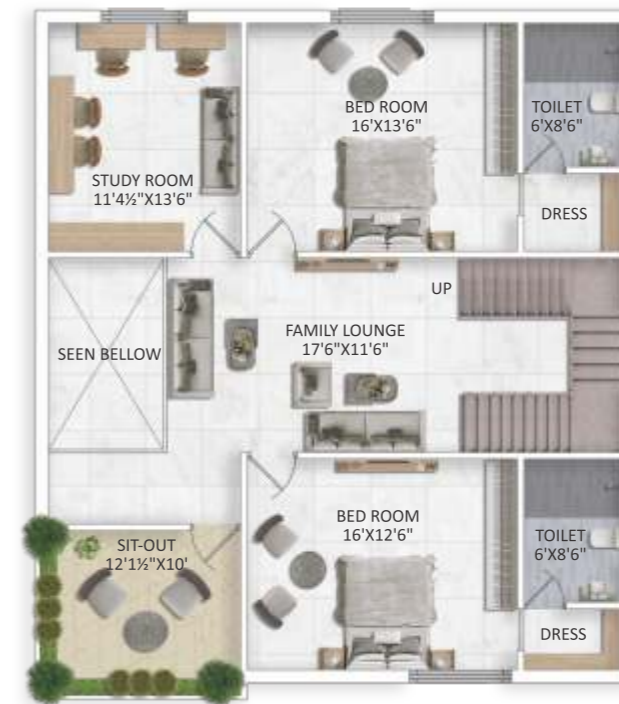 BED ROOM
16'X13'6"
TOILET
6'X8'6"
STUDY ROOM
11'4½"X13'6"
DRESS
UP
FAMILY LOUNGE
17'6"X11'6"
SEEN BELLOW
BED ROOM
16'X12'6"
TOILET
6'X8'6"
SIT-OUT
12'1½"X10'
DRESS